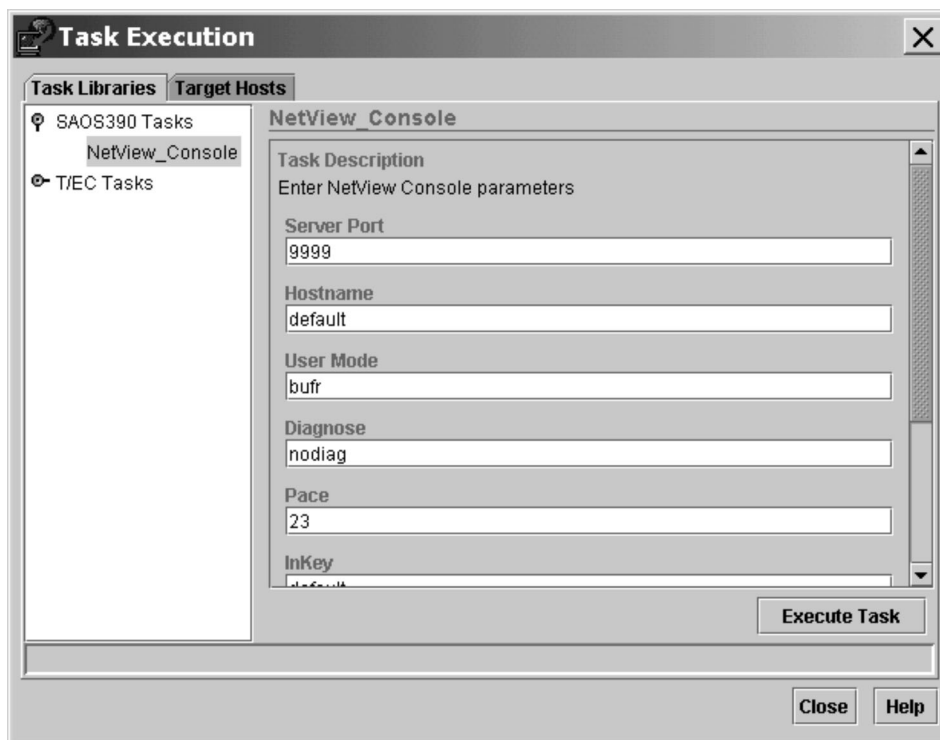 Task Execution
Task Libraries
Target Hosts
SAOS390 Tasks
NetView_Console
T/EC Tasks
NetView_Console
Task Description
Enter NetView Console parameters
Server Port
9999
Hostname
default
User Mode
bufr
Diagnose
nodiag
Pace
23
InKey
default
Execute Task
Close
Help